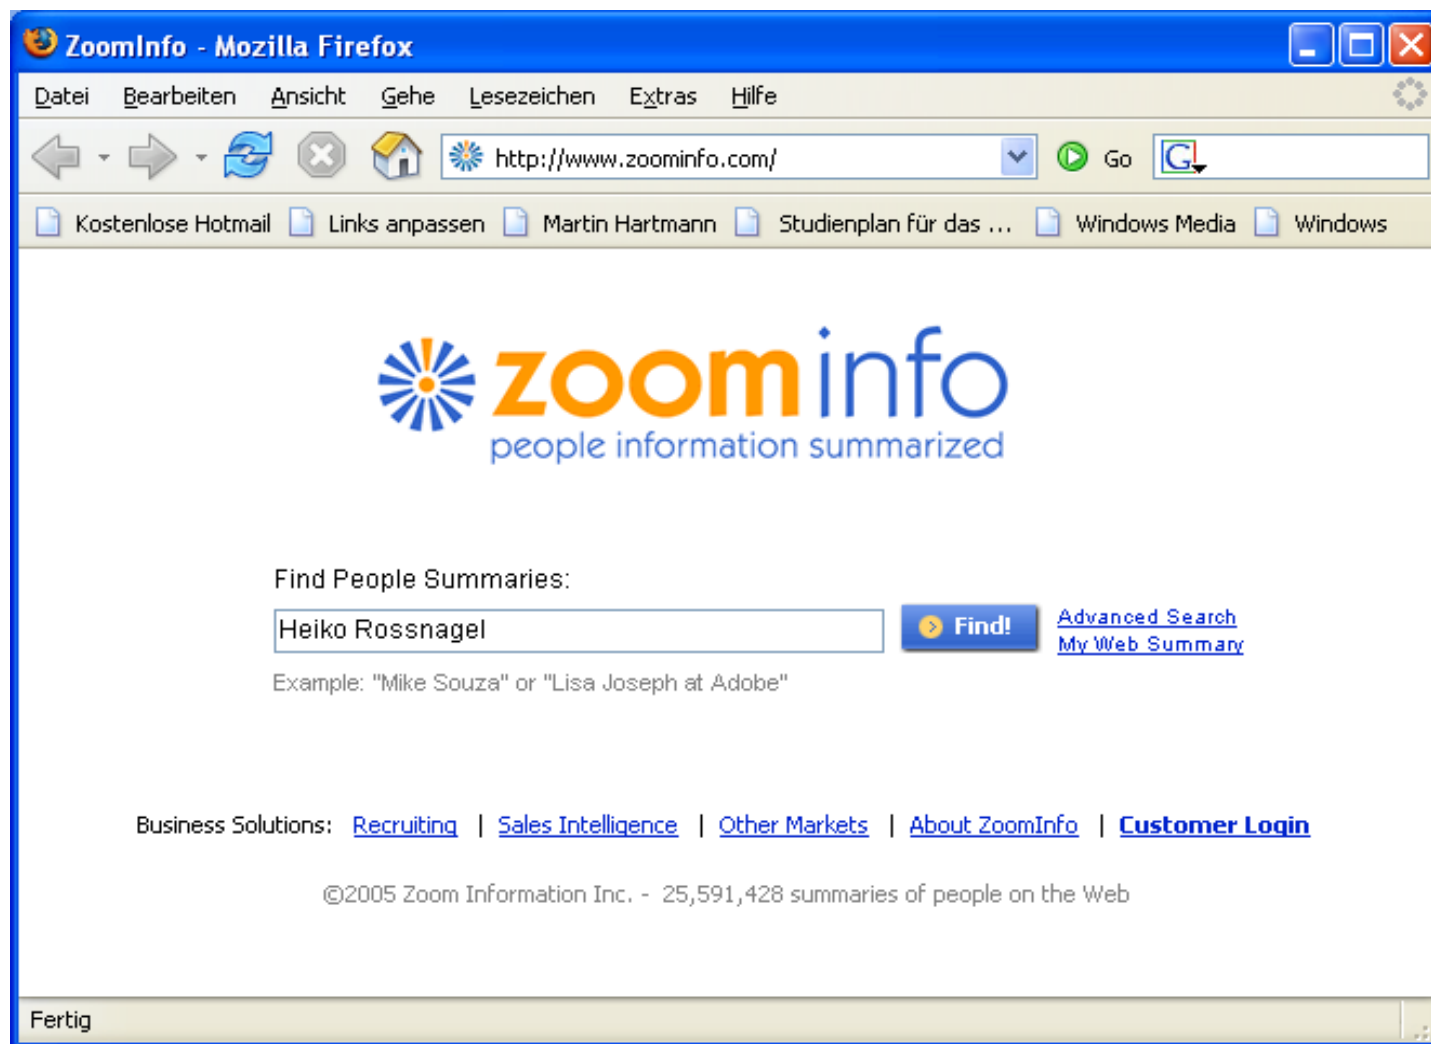 ZoomInfo - Mozilla Firefox
Datei Bearbeiten Ansicht Gehe Lesezeichen Extras Hilfe
http://www.zoominfo.com/ Go G
Kostenlose Hotmail Links anpassen Martin Hartmann Studienplan für das ... Windows Media Windows
zoominfo
people information summarized
Find People Summaries:
Heiko Rossnagel Find! Advanced Search
My Web Summary
Example: "Mike Souza" or "Lisa Joseph at Adobe"
Business Solutions: Recruiting | Sales Intelligence | Other Markets | About ZoomInfo | Customer Login
©2005 Zoom Information Inc. - 25,591,428 summaries of people on the Web
Fertig